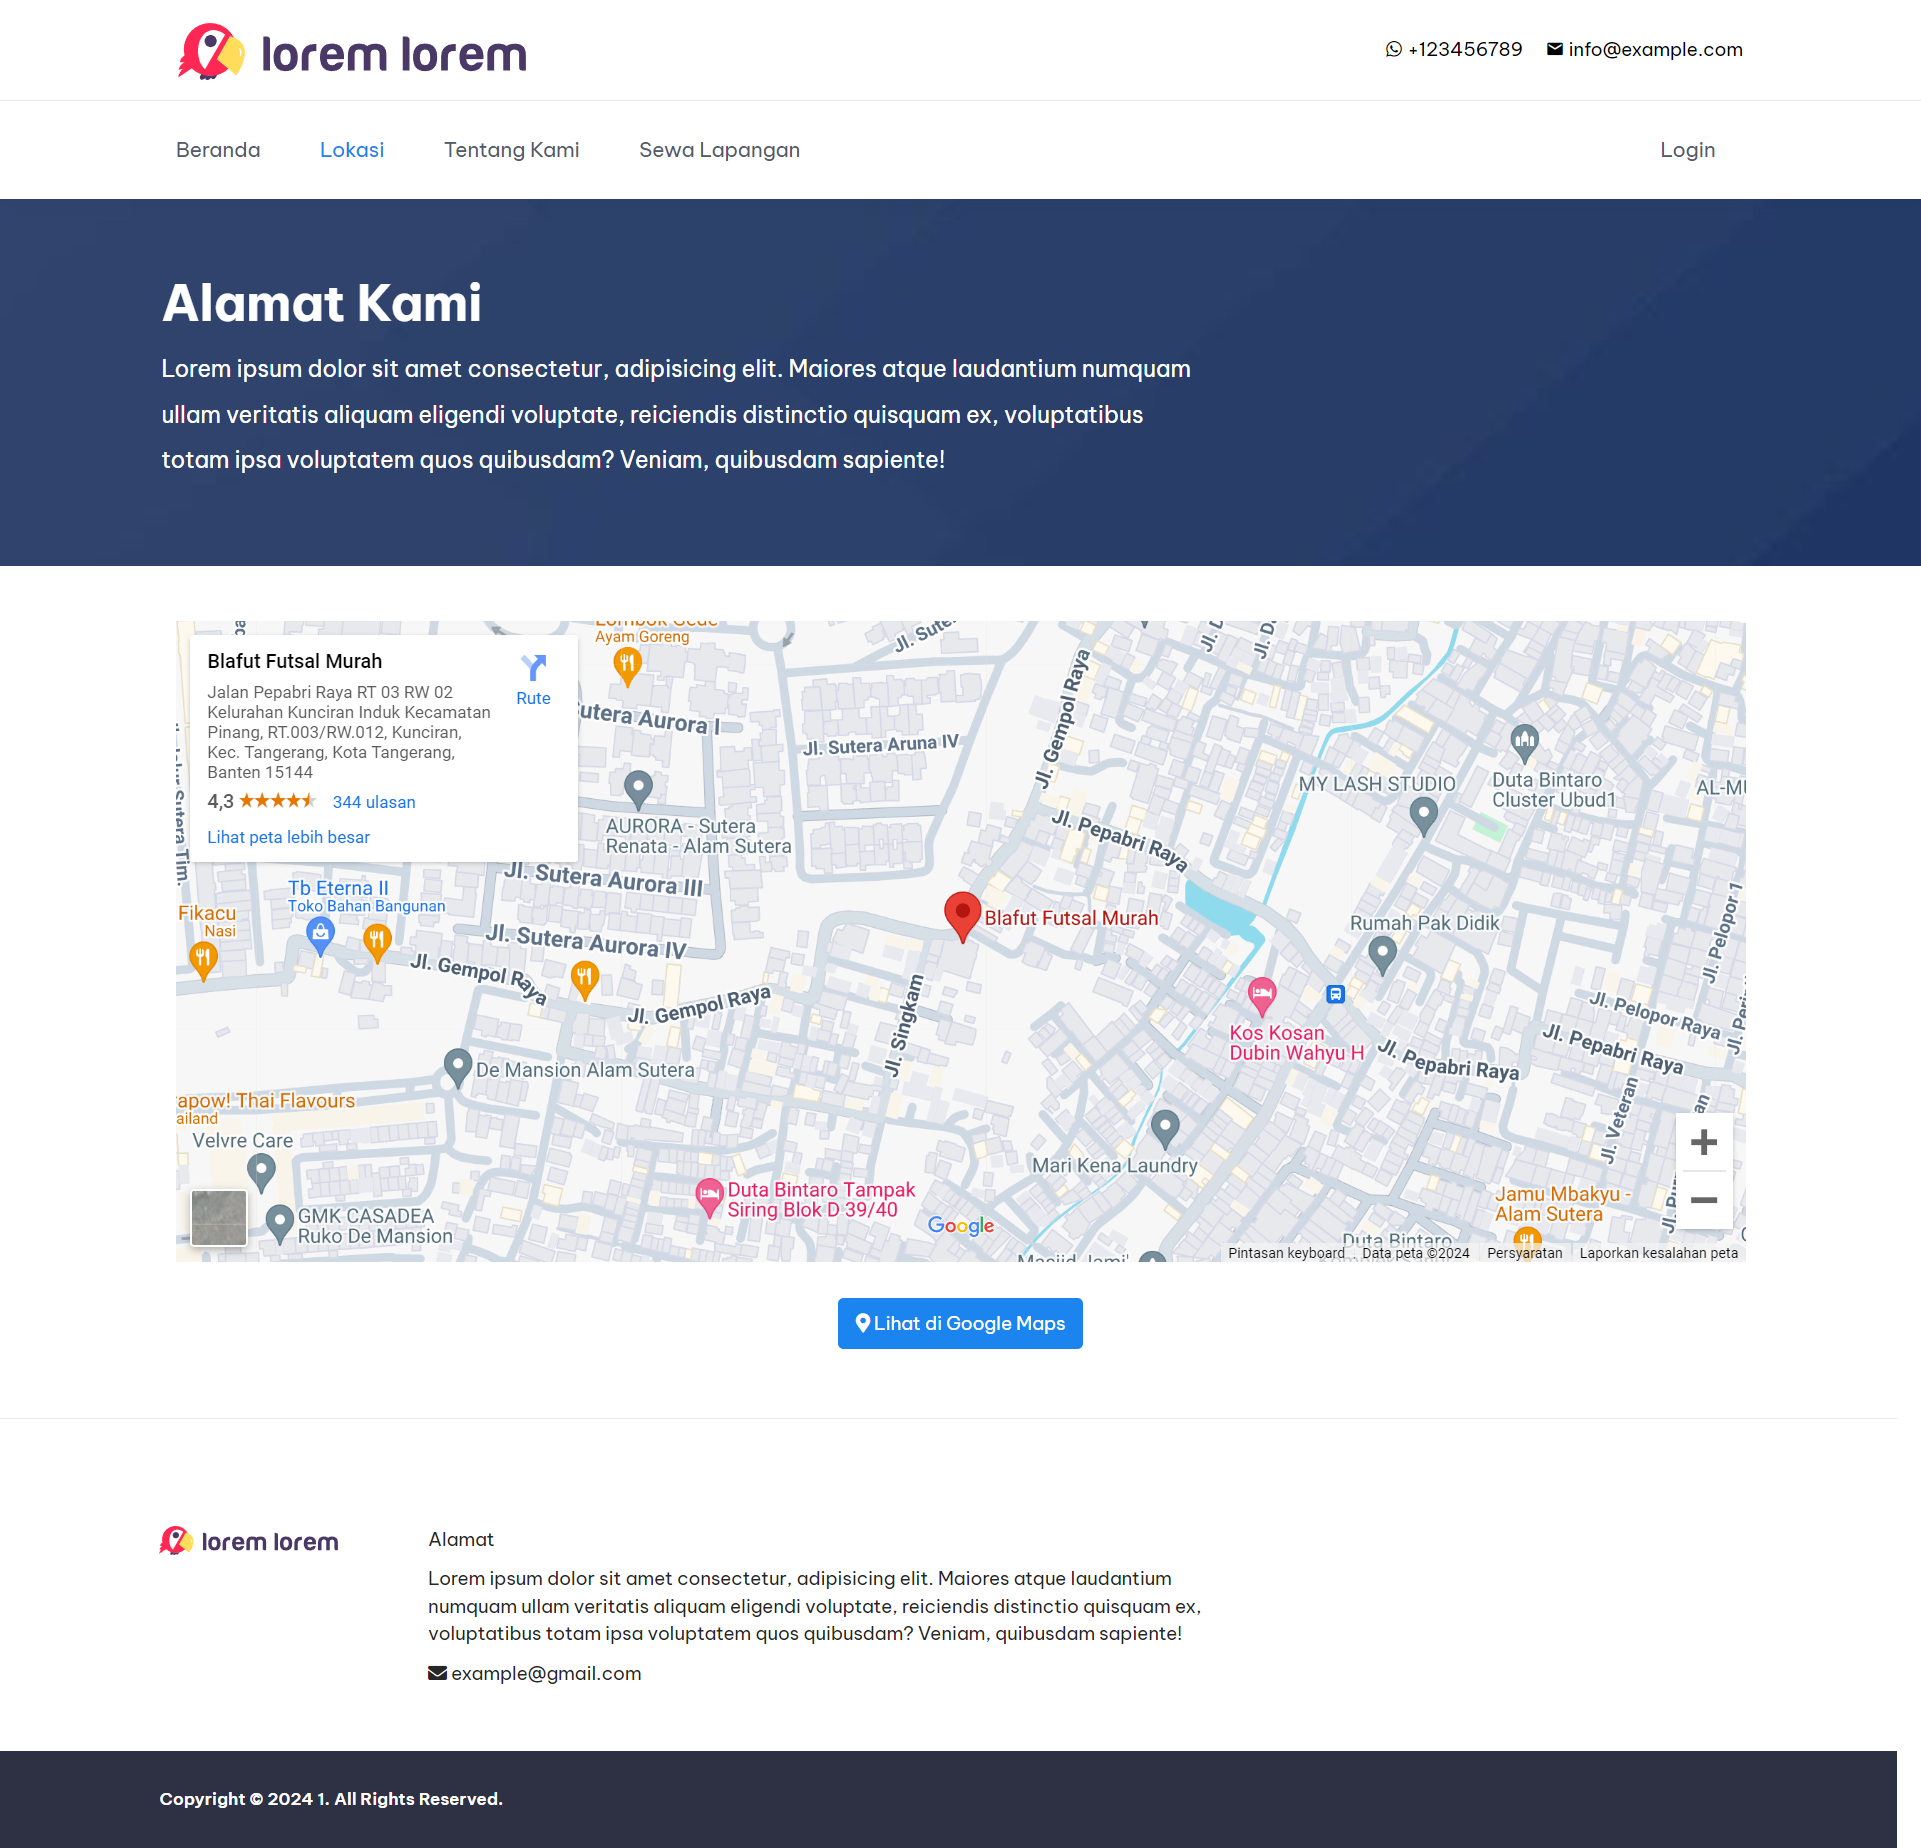 lorem lorem
+123456789 info@example.com
Beranda Lokasi Tentang Kami Sewa Lapangan Login
Alamat Kami
Lorem ipsum dolor sit amet consectetur, adipisicing elit. Maiores atque laudantium numquam
ullam veritatis aliquam eligendi voluptate, reiciendis distinctio quisquam ex, voluptatibus
totam ipsa voluptatem quos quibusdam? Veniam, quibusdam sapiente!
Blafut Futsal Murah
Rute
Jalan Pepabri Raya RT 03 RW 02
Kelurahan Kunciran Induk Kecamatan
Pinang, RT.003/RW.012, Kunciran,
Kec. Tangerang, Kota Tangerang,
Banten 15144
4,3 344 ulasan
Lihat peta lebih besar
Ayam Goreng
Sutera Aurora I
Jl. Sutera Aruna IV
Jl. Gempol Raya
MY LASH STUDIO
Duta Bintaro
Cluster Ubud1
AURORA - Sutera
Renata - Alam Sutera
Jl. Pepabri Raya
Jl. Sutera Aurora III
Tb Eterna II
Toko Bahan Bangunan
Fikacu
Nasi
Blafut Futsal Murah
Rumah Pak Didik
Jl. Pelopor 1
Jl. Sutera Aurora IV
Jl. Gempol Raya
Jl. Gempol Raya
Jl. Singkam
Kos Kosan
Dubin Wahyu H
Jl. Pelopor Raya
Jl. Pepabri Raya
Jl. Pepabri Raya
De Mansion Alam Sutera
rapow! Thai Flavours
ailand
Velvre Care
Jl. Veteran
Mari Kena Laundry
Duta Bintaro Tampak
Siring Blok D 39/40
Jamu Mbakyu -
Alam Sutera
GMK CASADEA
Ruko De Mansion
Google
Duta Bintaro
Masjid Jami'
Pintasan keyboard Data peta ©2024 Persyaratan Laporkan kesalahan peta
Lihat di Google Maps
lorem lorem
Alamat
Lorem ipsum dolor sit amet consectetur, adipisicing elit. Maiores atque laudantium
numquam ullam veritatis aliquam eligendi voluptate, reiciendis distinctio quisquam ex,
voluptatibus totam ipsa voluptatem quos quibusdam? Veniam, quibusdam sapiente!
example@gmail.com
Copyright © 2024 1. All Rights Reserved.